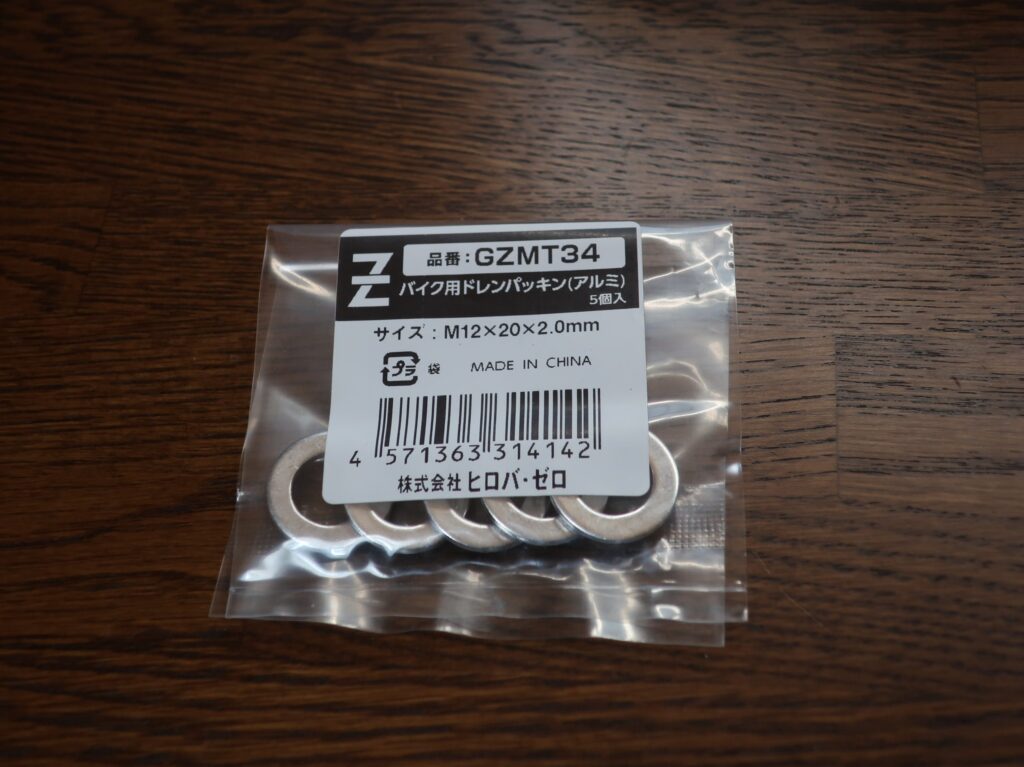 品番:GZMT34
バイク用ドレンパッキン(アルミ)
5個入
サイズ:M12×20×2.0mm
プラ 袋 MADE IN CHINA
4 571363 314142
株式会社 ヒロバ・ゼロ